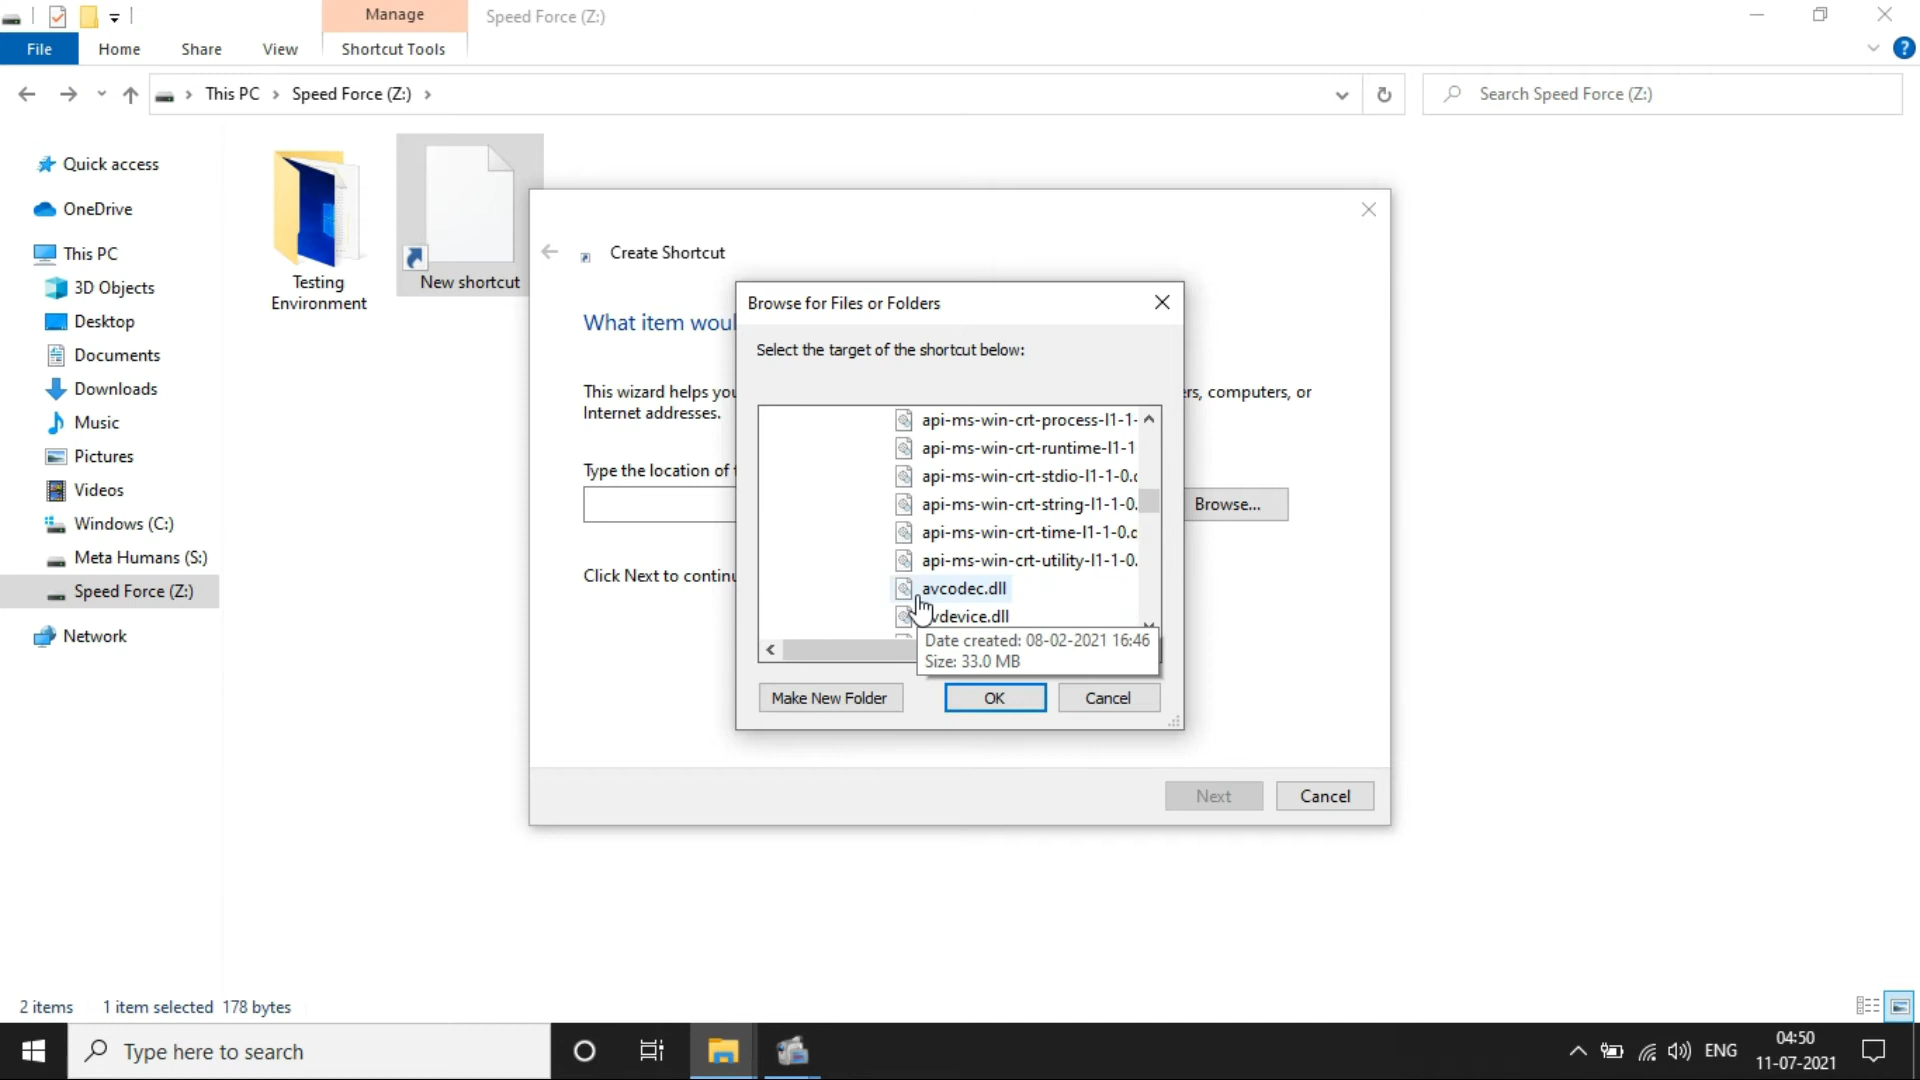 Manage
Speed Force (Z:)
File
Home
Share
View
Shortcut Tools
?
This PC
Speed Force (Z:)
Search Speed Force (Z:)
Quick access
OneDrive
This PC
3D Objects
Desktop
Documents
Downloads
Music
Pictures
Videos
Windows (C:)
Meta Humans (S:)
Speed Force (Z:)
Network
Testing
Environment
New shortcut
Create Shortcut
What item woul
This wizard helps you
ers, computers, or
Internet addresses.
Type the location of t
Browse...
Click Next to continu
Next
Cancel
Browse for Files or Folders
Select the target of the shortcut below:
api-ms-win-crt-process-l1-1-
api-ms-win-crt-runtime-l1-1
api-ms-win-crt-stdio-l1-1-0.
api-ms-win-crt-string-l1-1-0.
api-ms-win-crt-time-l1-1-0.
api-ms-win-crt-utility-l1-1-0.
avcodec.dll
vdevice.dll
Date created: 08-02-2021 16:46
Size: 33.0 MB
Make New Folder
OK
Cancel
2 items
1 item selected 178 bytes
Type here to search
ENG
04:50
11-07-2021